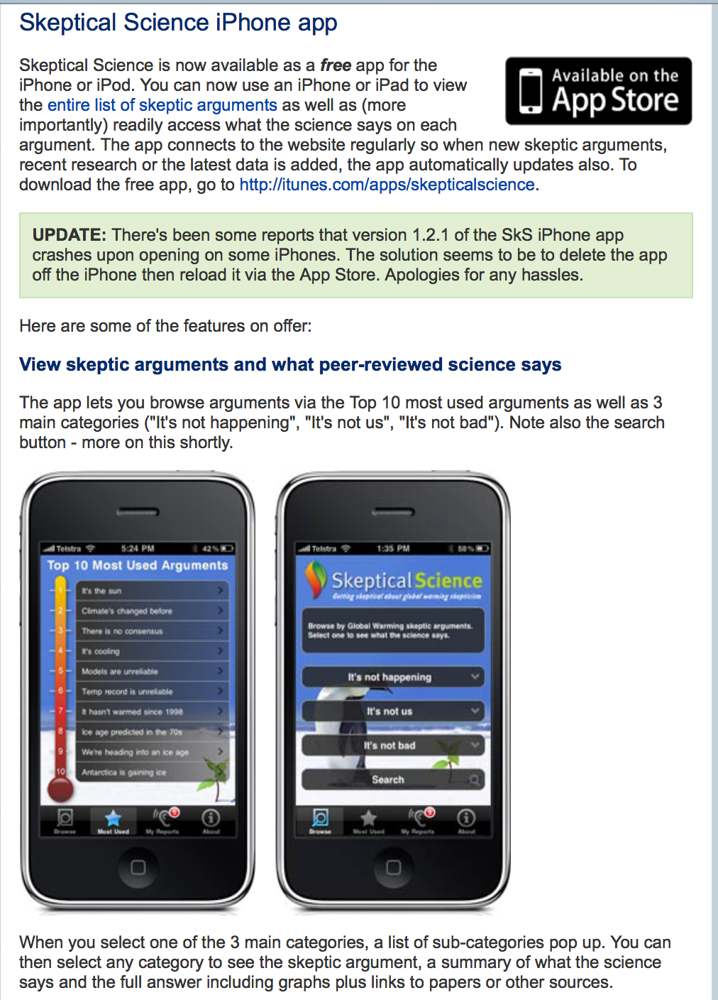 Skeptical Science iPhone app
Skeptical Science is now available as a free app for the
iPhone or iPod. You can now use an iPhone or iPad to view
the entire list of skeptic arguments as well as (more
importantly) readily access what the science says on each
argument. The app connects to the website regularly so when new skeptic arguments,
recent research or the latest data is added, the app automatically updates also. To
download the free app, go to http://itunes.com/apps/skepticalscience.
Available on the
App Store
UPDATE: There's been some reports that version 1.2.1 of the SkS iPhone app
crashes upon opening on some iPhones. The solution seems to be to delete the app
off the iPhone then reload it via the App Store. Apologies for any hassles.
Here are some of the features on offer:
View skeptic arguments and what peer-reviewed science says
The app lets you browse arguments via the Top 10 most used arguments as well as 3
main categories ("It's not happening", "It's not us", "It's not bad"). Note also the search
button - more on this shortly.
Telstra 5:24 PM 42%
Top 10 Most Used Arguments
1 It's the sun
2 Climate's changed before
3 There is no consensus
4 It's cooling
5 Models are unreliable
6 Temp record is unreliable
7 It hasn't warmed since 1998
8 Ice age predicted in the 70s
9 We're heading into an ice age
10 Antarctica is gaining ice
5
Browse Most Used My Reports About
Telstra 1:35 PM 58%
Skeptical Science
Getting skeptical about global warming skepticism
Browse by Global Warming skeptic arguments.
Select one to see what the science says.
It's not happening
It's not us
It's not bad
Search
Browse Most Used My Reports About
When you select one of the 3 main categories, a list of sub-categories pop up. You can
then select any category to see the skeptic argument, a summary of what the science
says and the full answer including graphs plus links to papers or other sources.